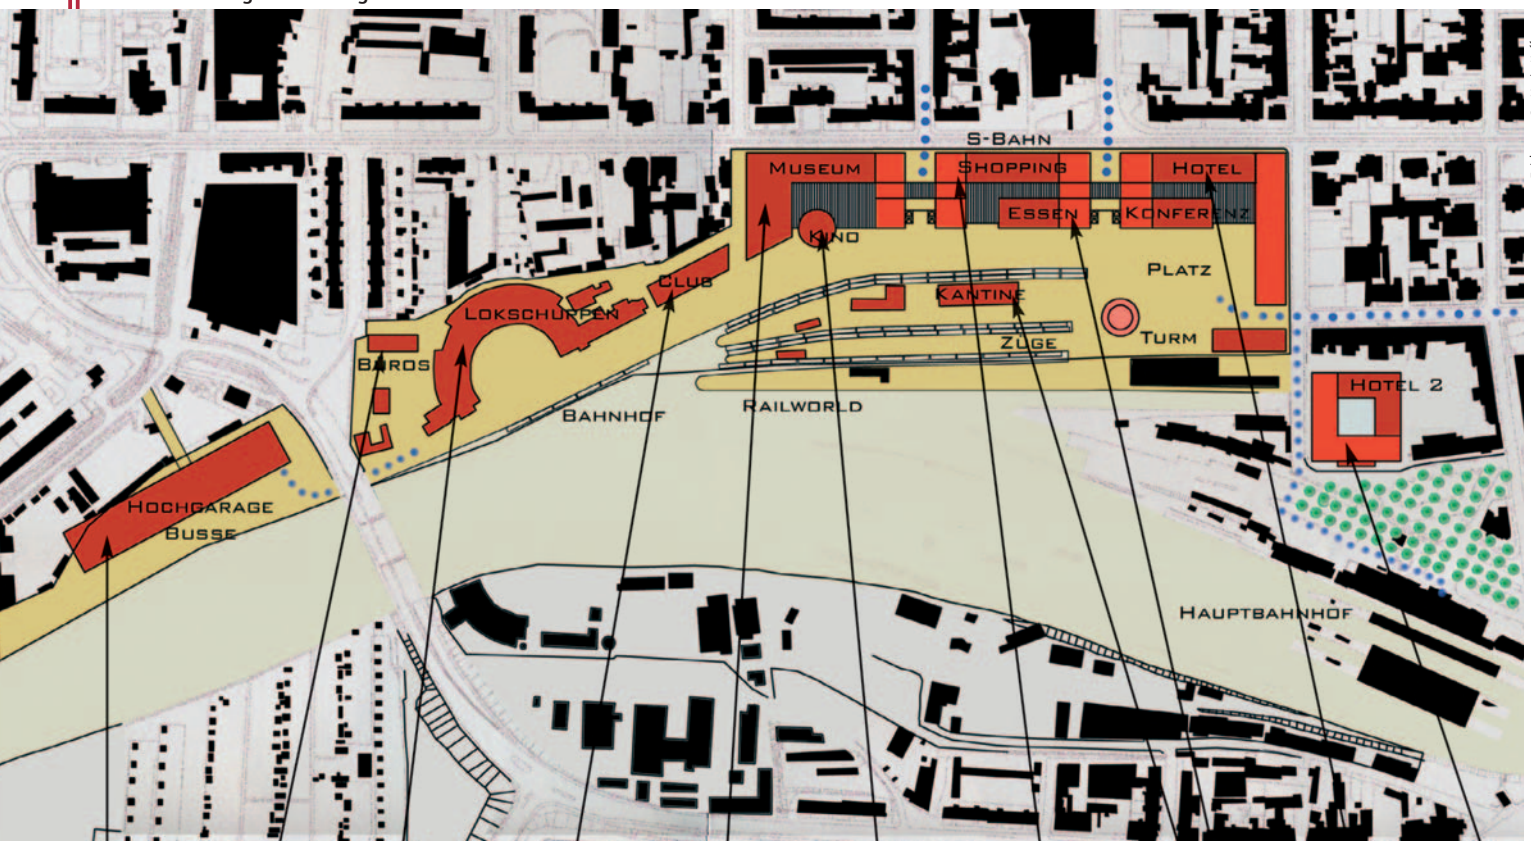 S-BAHN
MUSEUM
SHOPPING
HOTEL
ESSEN
KONFERENZ
KINO
PLATZ
CLUB
KANTINE
LOKSCHUPPEN
TURM
ZÜGE
BÜROS
HOTEL 2
RAILWORLD
BAHNHOF
HOCHGARAGE
BUSSE
HAUPTBAHNHOF